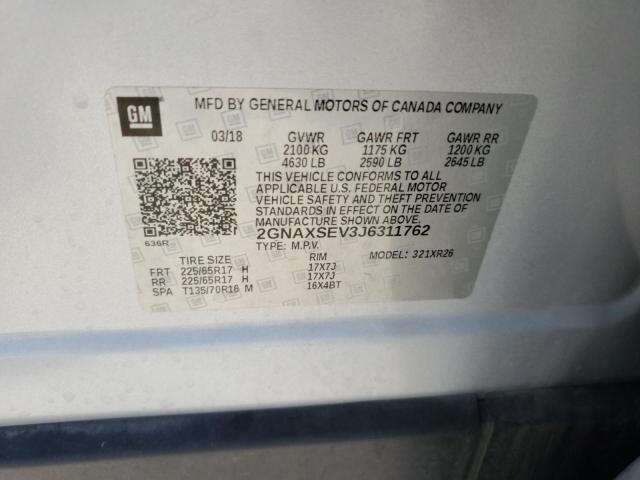 GM
MFD BY GENERAL MOTORS OF CANADA COMPANY
03/18 GVWR GAWR FRT GAWR RR
2100 KG 1175 KG 1200 KG
4630 LB 2590 LB 2645 LB
THIS VEHICLE CONFORMS TO ALL
APPLICABLE U.S. FEDERAL MOTOR
VEHICLE SAFETY AND THEFT PREVENTION
STANDARDS IN EFFECT ON THE DATE OF
MANUFACTURE SHOWN ABOVE.
636R 2GNAXSEV3J6311762
TYPE: M.P.V. MODEL: 321XR26
TIRE SIZE RIM
FRT 225/65R17 H 17X7J
RR 225/65R17 H 17X7J
SPA T135/70R16 M 16X4BT